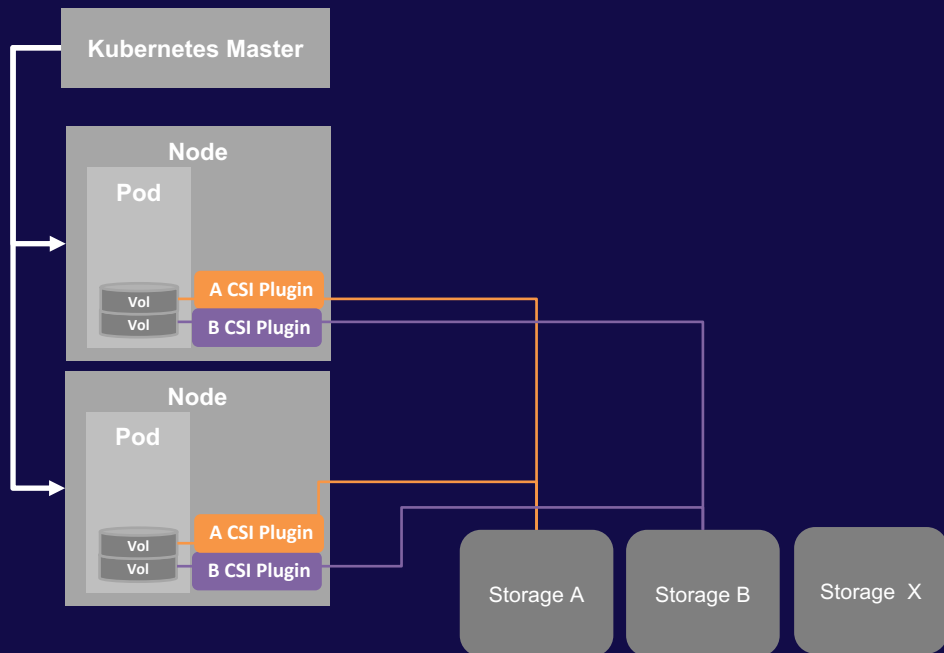 Kubernetes Master
Node
Pod
Vol
Vol
A CSI Plugin
B CSI Plugin
Node
Pod
Vol
Vol
A CSI Plugin
B CSI Plugin
Storage A
Storage B
Storage X